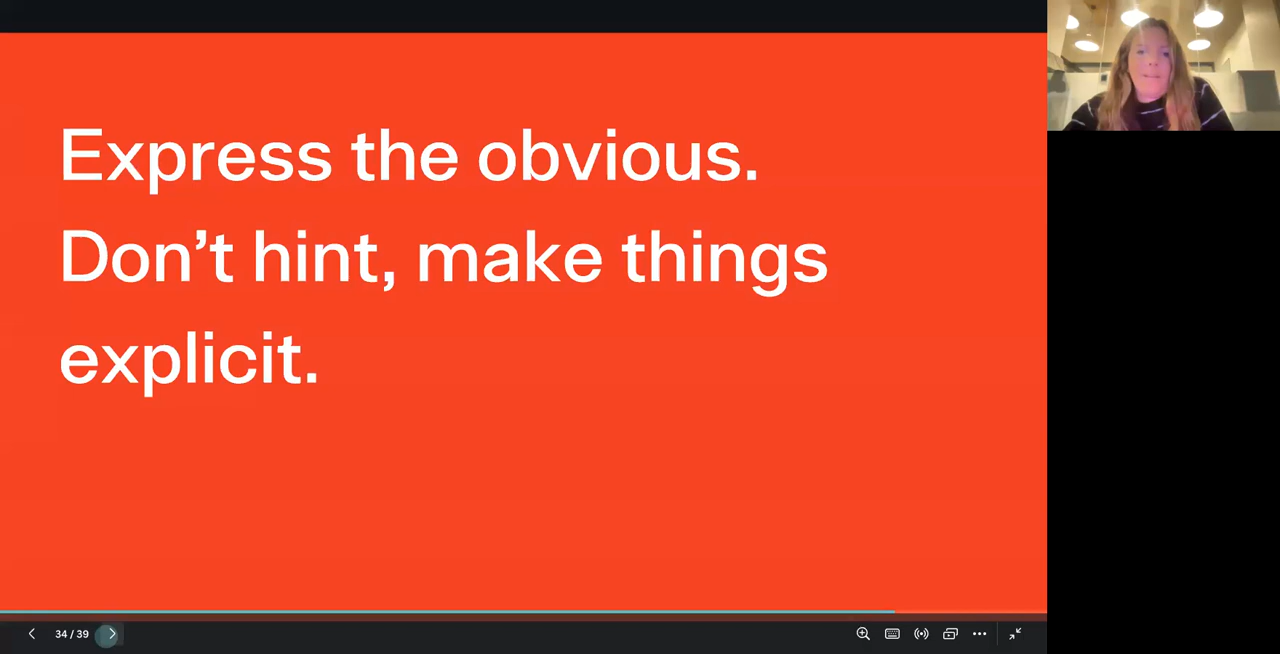 Express the obvious.
Don’t hint, make things
explicit.
34 / 39